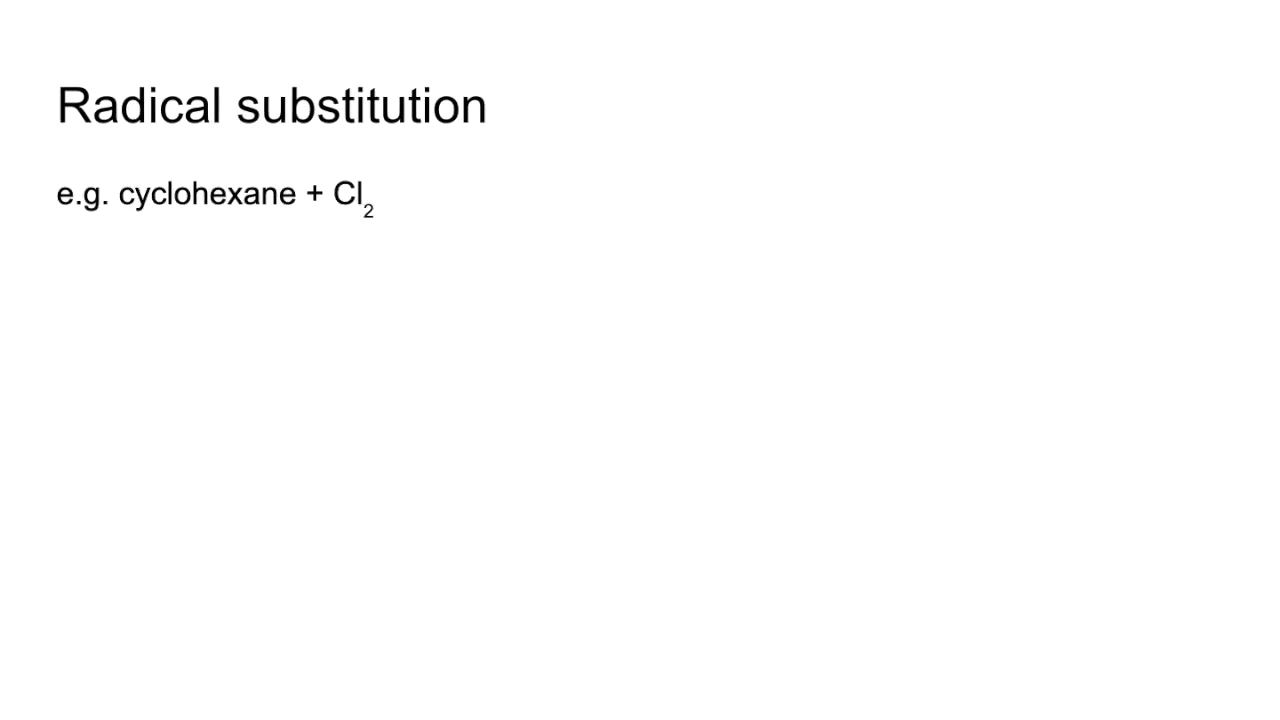 Radical substitution
e.g. cyclohexane + Cl₂